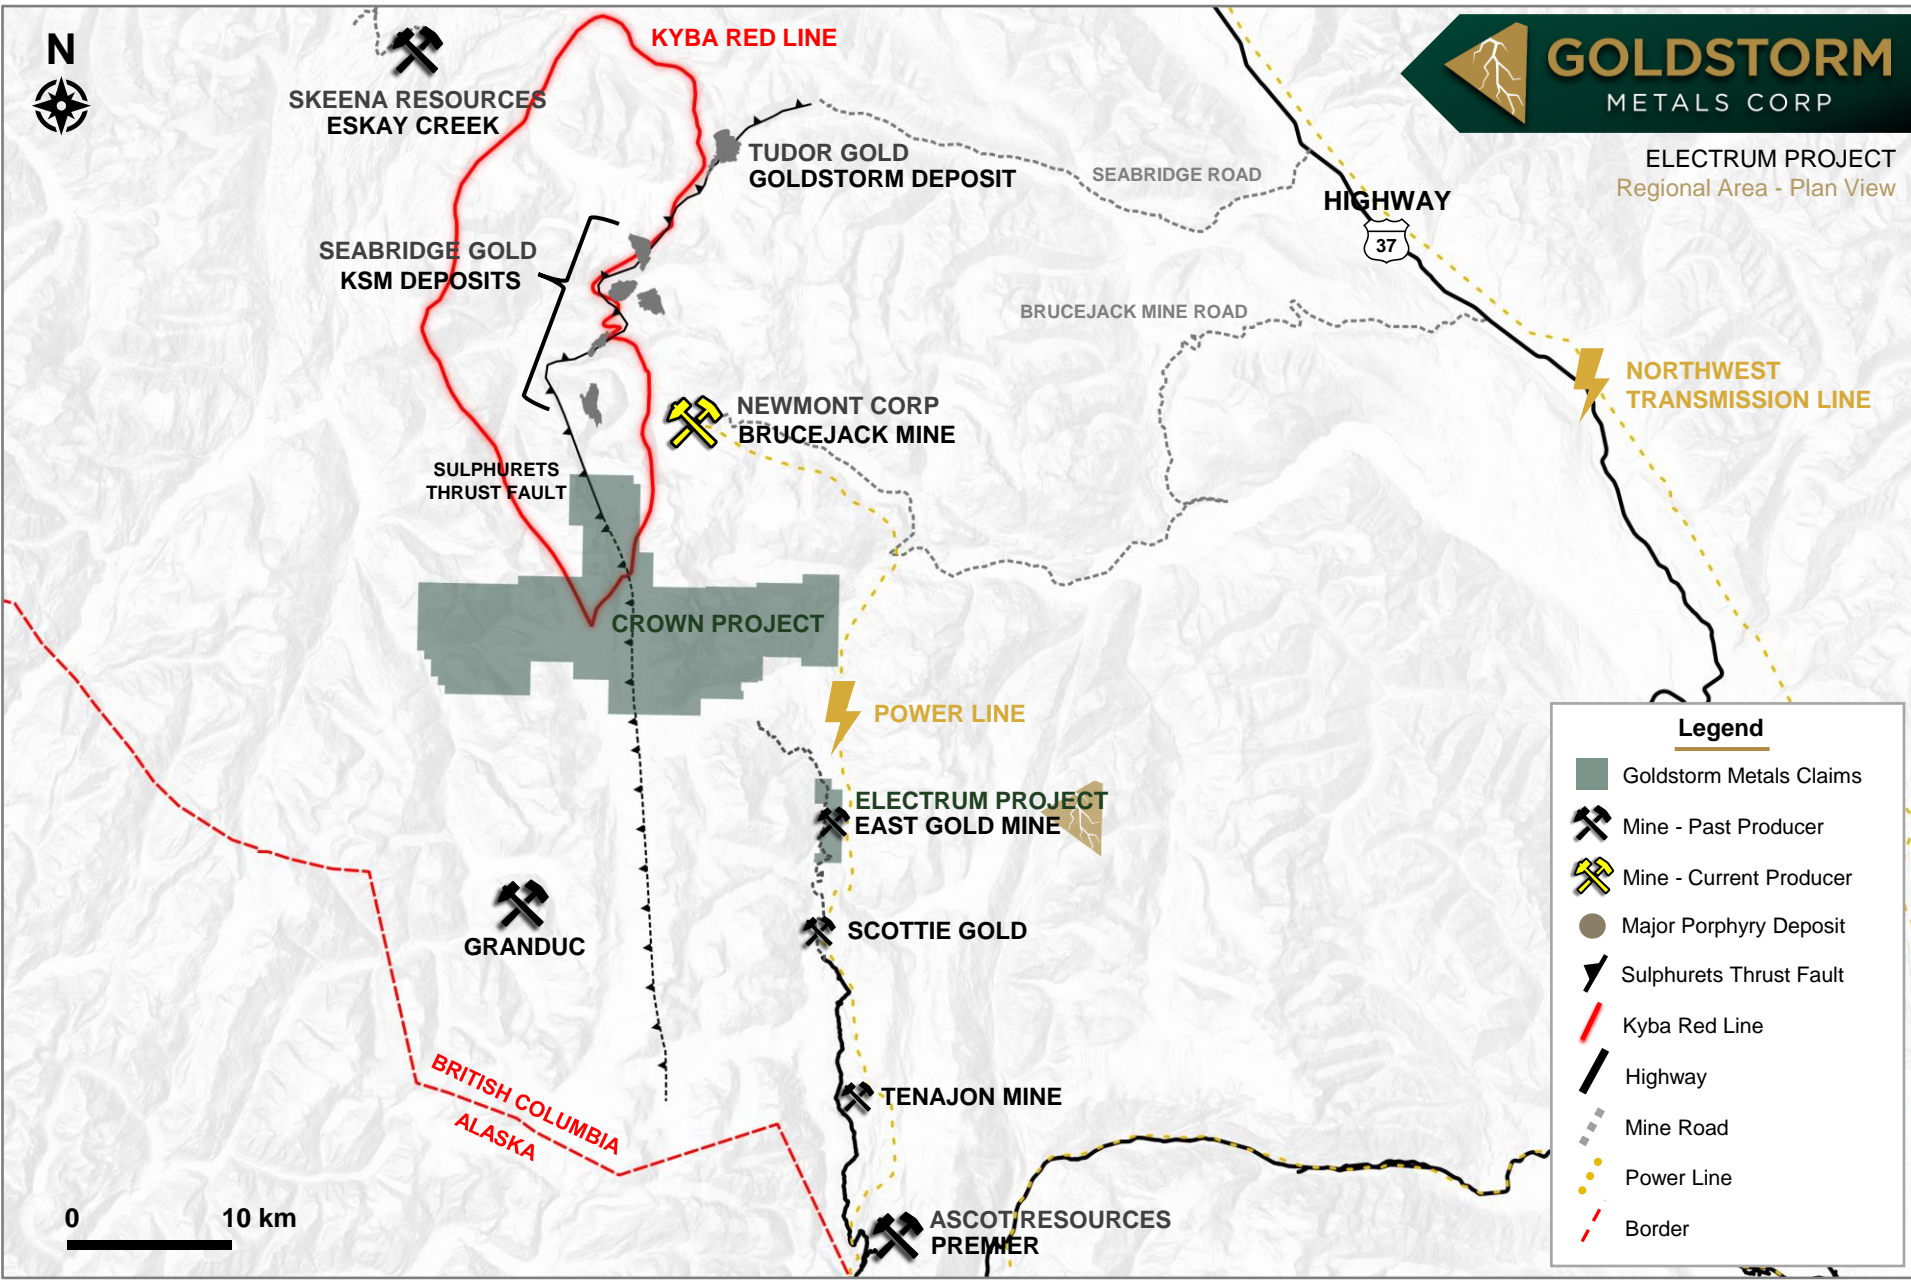 N
KYBA RED LINE
SKEENA RESOURCES
ESKAY CREEK
GOLDSTORM
METALS CORP
ELECTRUM PROJECT
Regional Area - Plan View
TUDOR GOLD
GOLDSTORM DEPOSIT
SEABRIDGE ROAD
HIGHWAY
37
SEABRIDGE GOLD
KSM DEPOSITS
BRUCEJACK MINE ROAD
NORTHWEST
TRANSMISSION LINE
NEWMONT CORP
BRUCEJACK MINE
SULPHURETS
THRUST FAULT
CROWN PROJECT
POWER LINE
ELECTRUM PROJECT
EAST GOLD MINE
GRANDUC
SCOTTIE GOLD
TENAJON MINE
BRITISH COLUMBIA
ALASKA
ASCOT RESOURCES
PREMIER
0 10 km
Legend
Goldstorm Metals Claims
Mine - Past Producer
Mine - Current Producer
Major Porphyry Deposit
Sulphurets Thrust Fault
Kyba Red Line
Highway
Mine Road
Power Line
Border